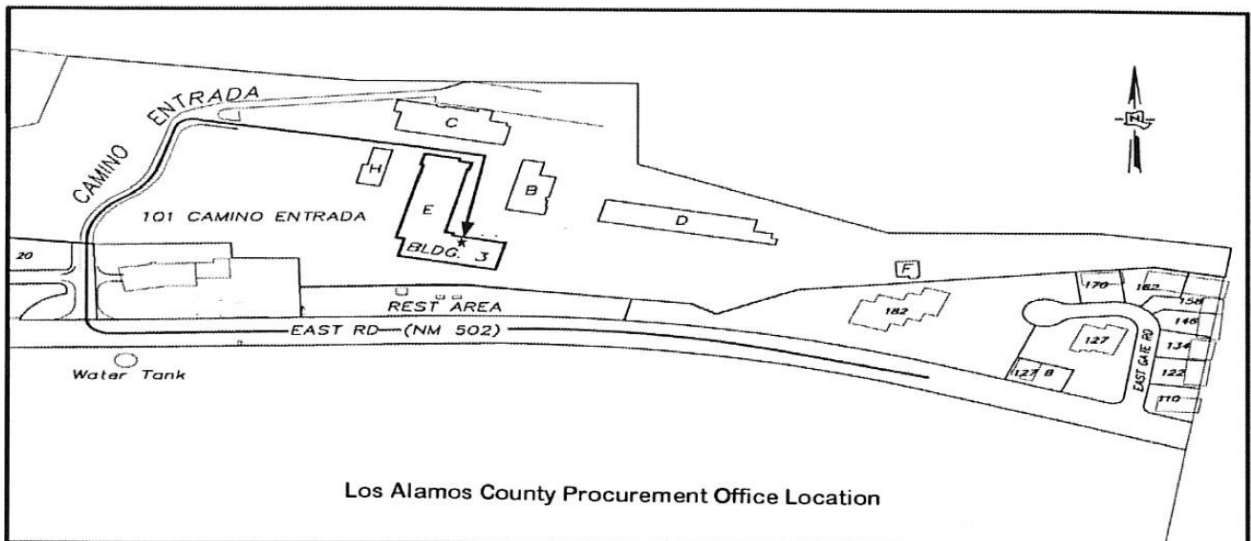 CAMINO ENTRADA
C
N
H
B
E
D
101 CAMINO ENTRADA
BLDG. 3
20
F
170
162
158
REST AREA
182
146
EAST RD (NM 502)
127
134
EAST GATE RD
127 B
122
Water Tank
110
Los Alamos County Procurement Office Location